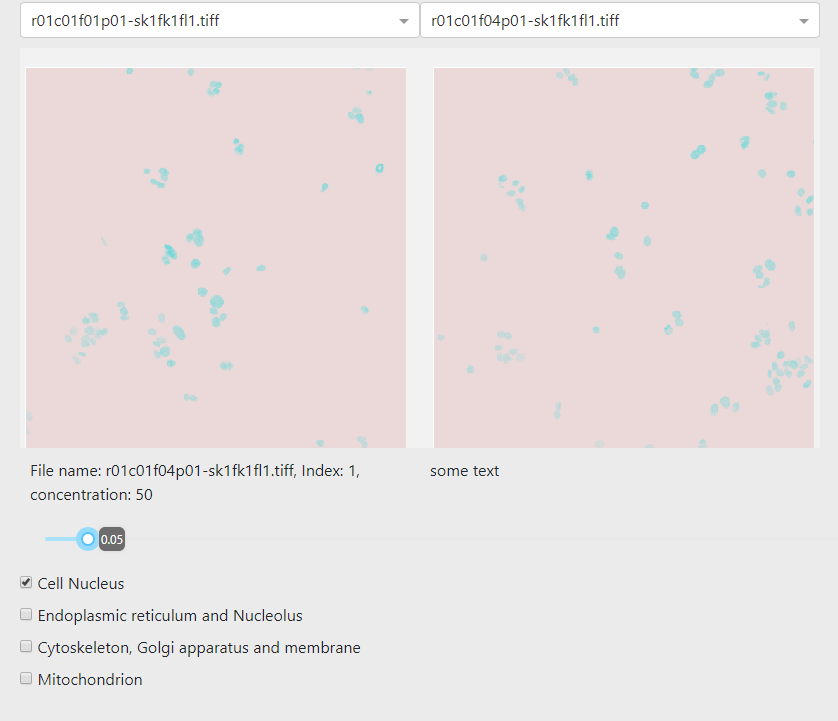 r01c01f01p01-sk1fk1fl1.tiff
r01c01f04p01-sk1fk1fl1.tiff
File name: r01c01f04p01-sk1fk1fl1.tiff, Index: 1,
concentration: 50
some text
0.05
Cell Nucleus
Endoplasmic reticulum and Nucleolus
Cytoskeleton, Golgi apparatus and membrane
Mitochondrion